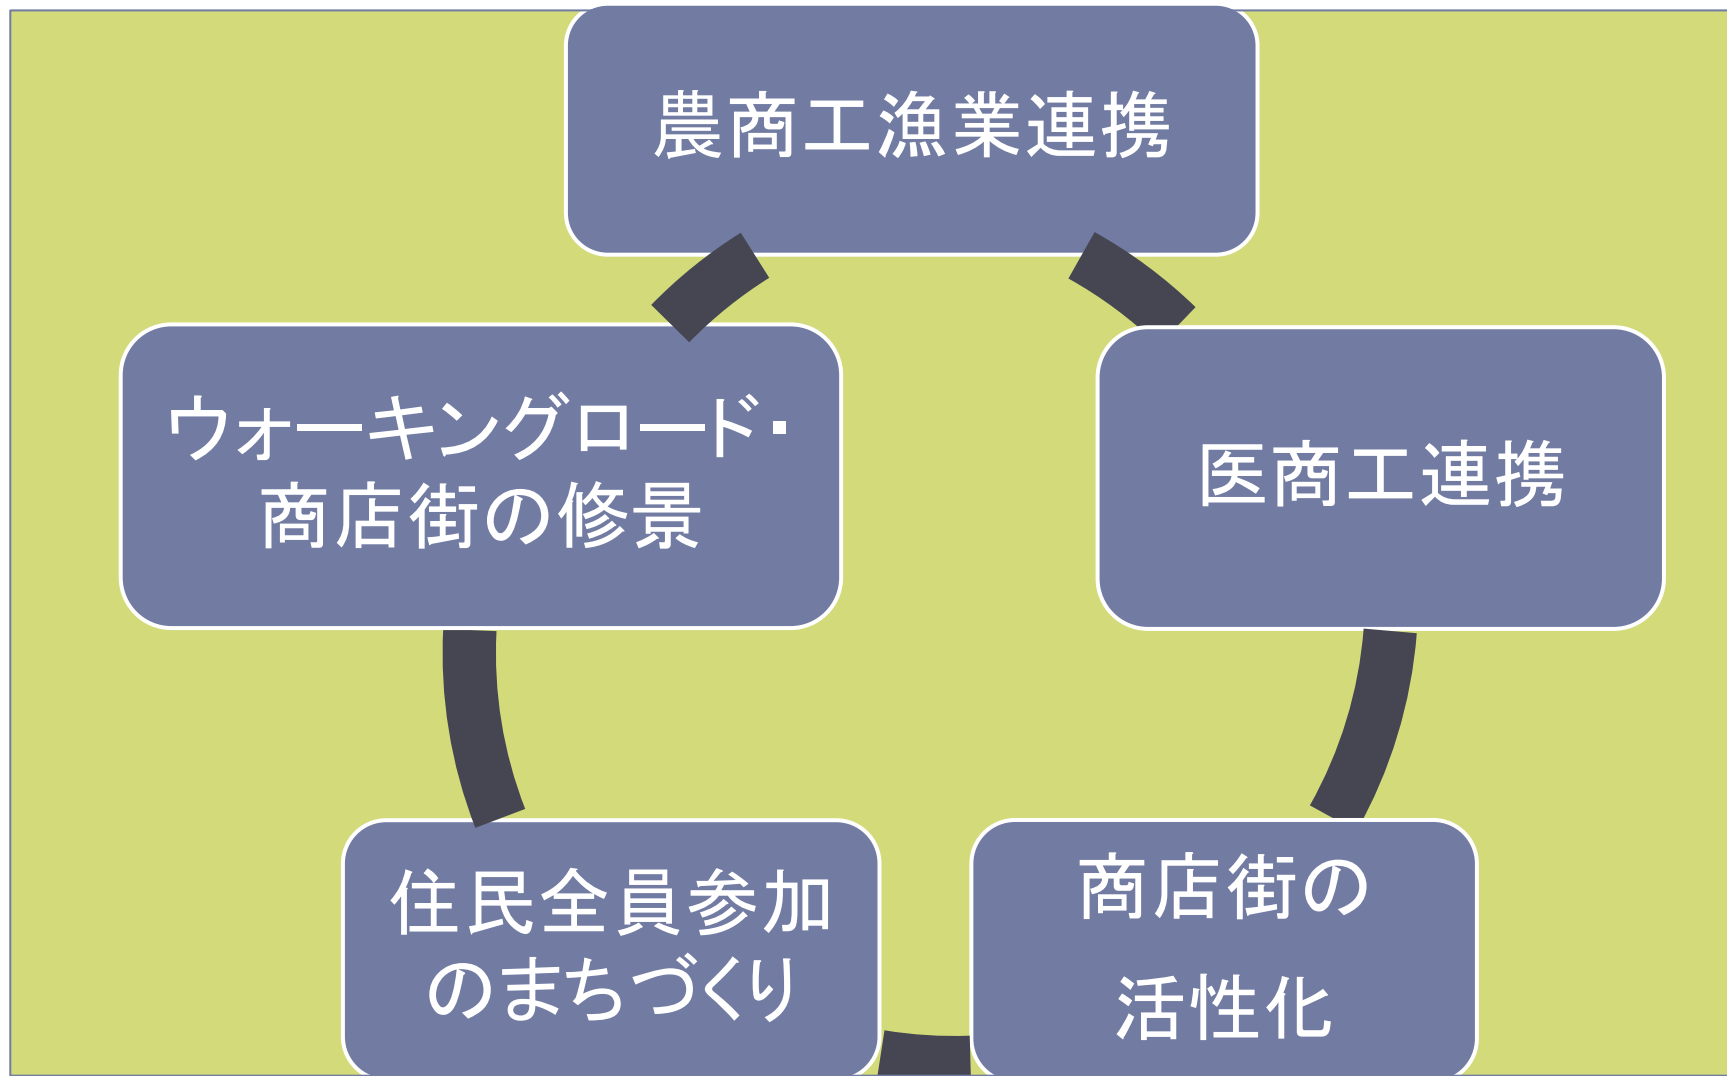 農商工漁業連携
ウォーキングロード・
商店街の修景
医商工連携
住民全員参加
のまちづくり
商店街の
活性化